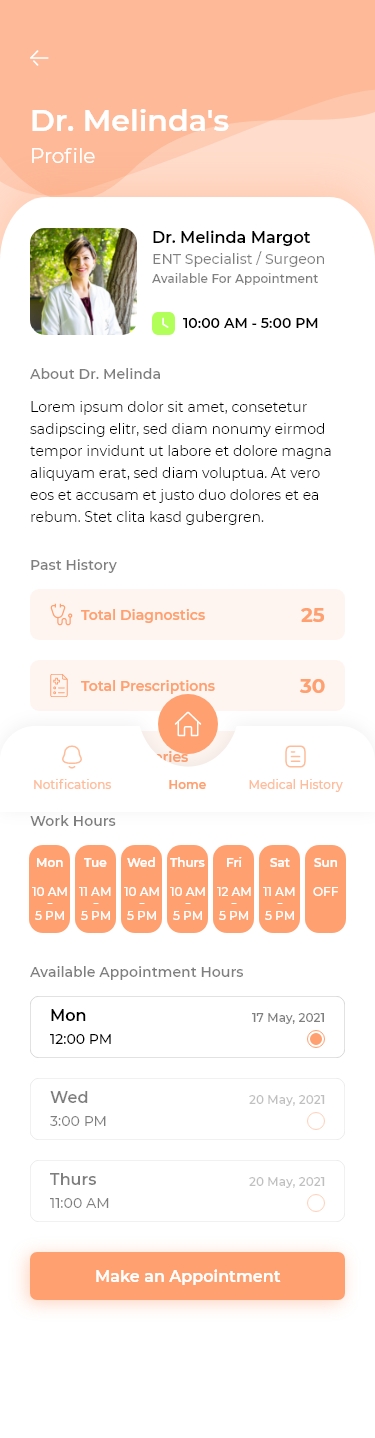 Dr. Melinda's
Profile
Dr. Melinda Margot
ENT Specialist / Surgeon
Available For Appointment
10:00 AM - 5:00 PM
About Dr. Melinda
Lorem ipsum dolor sit amet, consetetur
sadipscing elitr, sed diam nonumy eirmod
tempor invidunt ut labore et dolore magna
aliquyam erat, sed diam voluptua. At vero
eos et accusam et justo duo dolores et ea
rebum. Stet clita kasd gubergren.
Past History
Total Diagnostics 25
Total Prescriptions 30
Notifications Home Medical History
Work Hours
Mon Tue Wed Thurs Fri Sat Sun
10 AM 11 AM 10 AM 10 AM 12 AM 11 AM OFF
– – – – – –
5 PM 5 PM 5 PM 5 PM 5 PM 5 PM
Available Appointment Hours
Mon 17 May, 2021
12:00 PM
Wed 20 May, 2021
3:00 PM
Thurs 20 May, 2021
11:00 AM
Make an Appointment